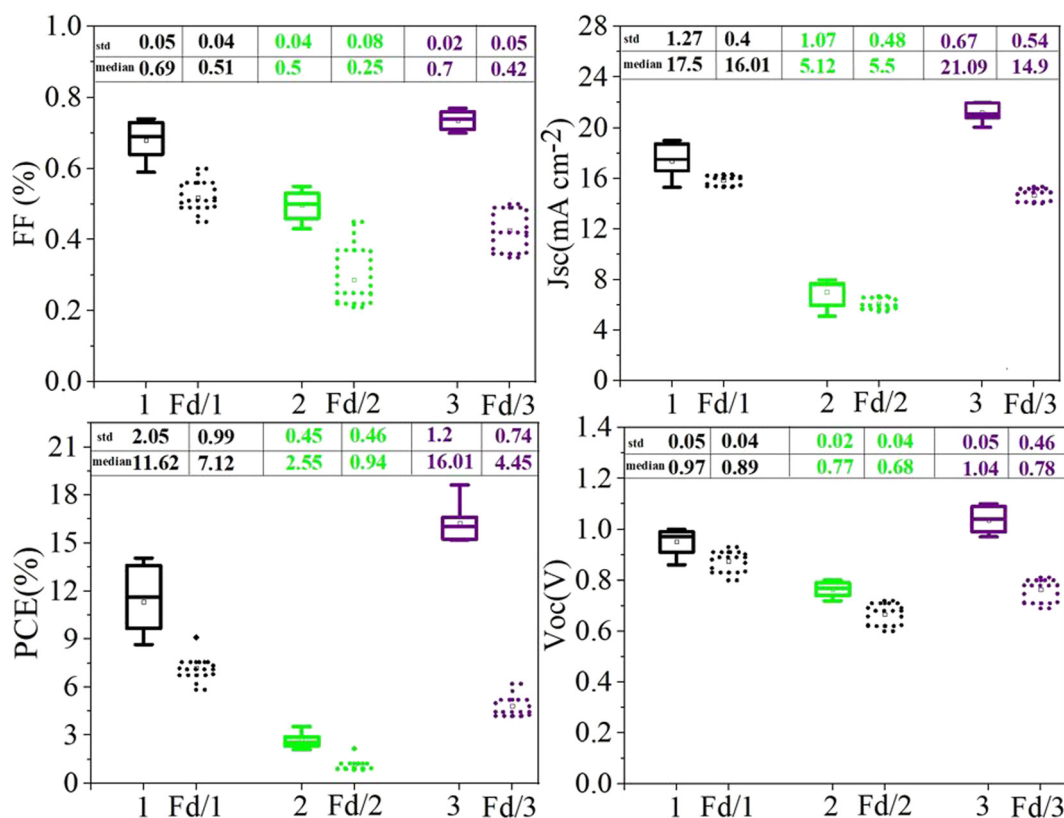 FF (%)
1.0
0.8
0.6
0.4
0.2
0.0
std 0.05 0.04 0.04 0.08 0.02 0.05
median 0.69 0.51 0.5 0.25 0.7 0.42
1 Fd/1 2 Fd/2 3 Fd/3
Jsc(mA cm-2)
28
24
20
16
12
8
4
0
std 1.27 0.4 1.07 0.48 0.67 0.54
median 17.5 16.01 5.12 5.5 21.09 14.9
1 Fd/1 2 Fd/2 3 Fd/3
PCE(%)
21
18
15
12
9
6
3
0
std 2.05 0.99 0.45 0.46 1.2 0.74
median 11.62 7.12 2.55 0.94 16.01 4.45
1 Fd/1 2 Fd/2 3 Fd/3
Voc(V)
1.4
1.2
1.0
0.8
0.6
0.4
0.2
0.0
std 0.05 0.04 0.02 0.04 0.05 0.46
median 0.97 0.89 0.77 0.68 1.04 0.78
1 Fd/1 2 Fd/2 3 Fd/3